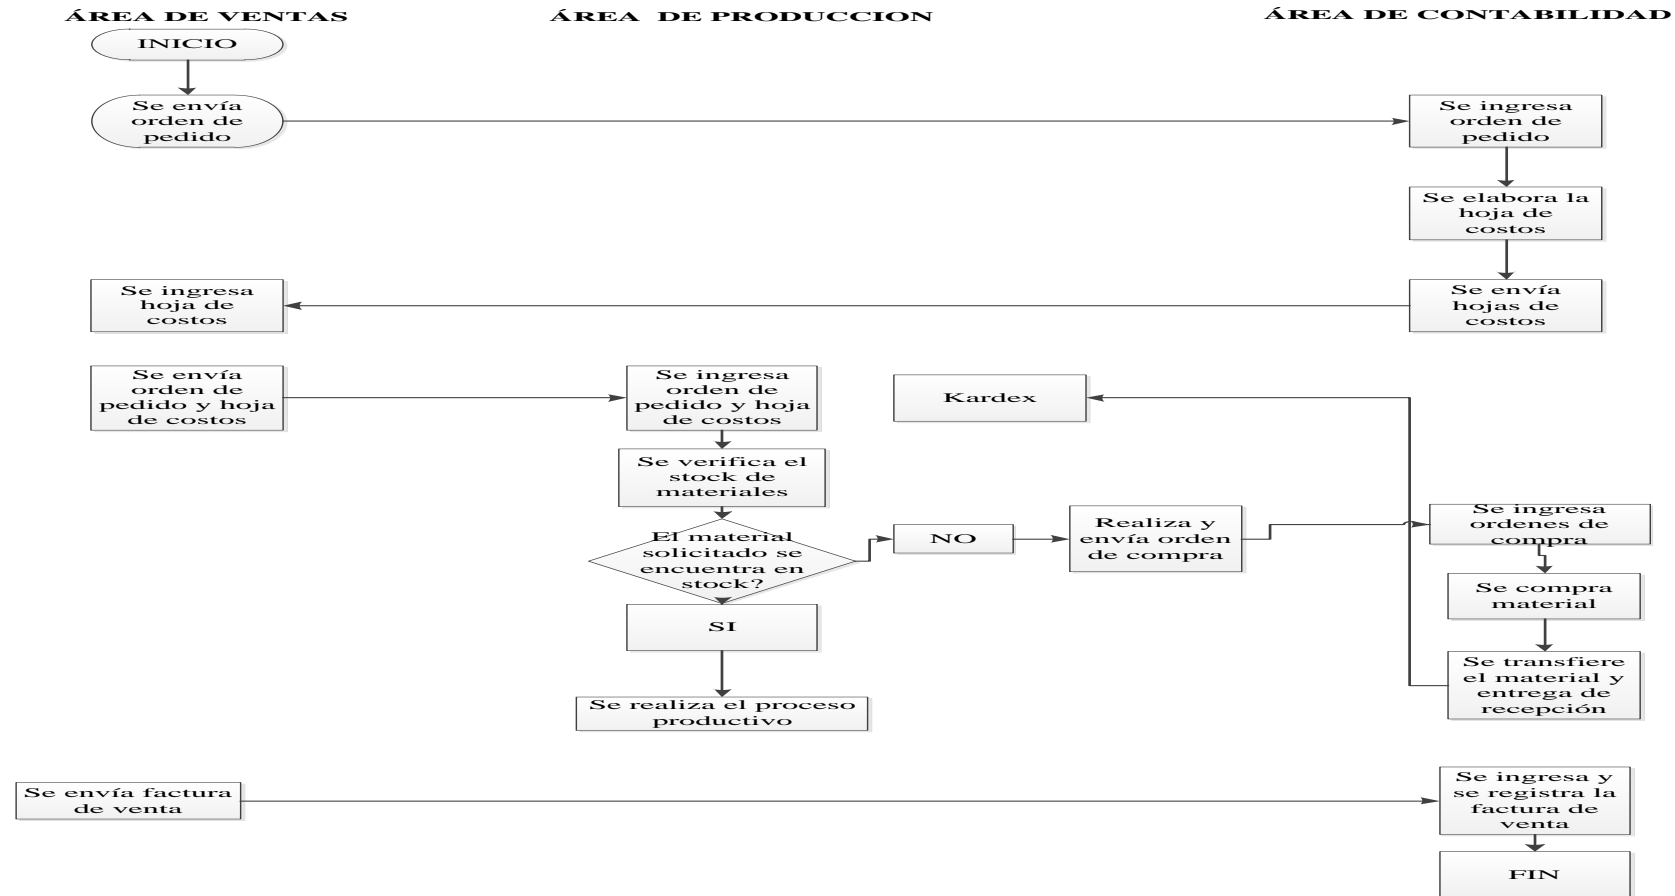 ÁREA DE VENTAS
ÁREA DE PRODUCCION
ÁREA DE CONTABILIDAD
INICIO
Se envía
orden de
pedido
Se ingresa
orden de
pedido
Se elabora la
hoja de
costos
Se ingresa
hoja de
costos
Se envía
hojas de
costos
Se envía
orden de
pedido y hoja
de costos
Se ingresa
orden de
pedido y hoja
de costos
Kardex
Se verifica el
stock de
materiales
El material
solicitado se
encuentra en
stock?
NO
Realiza y
envía orden
de compra
Se ingresa
ordenes de
compra
Se compra
material
SI
Se transfiere
el material y
entrega de
recepción
Se realiza el proceso
productivo
Se envía factura
de venta
Se ingresa y
se registra la
factura de
venta
FIN